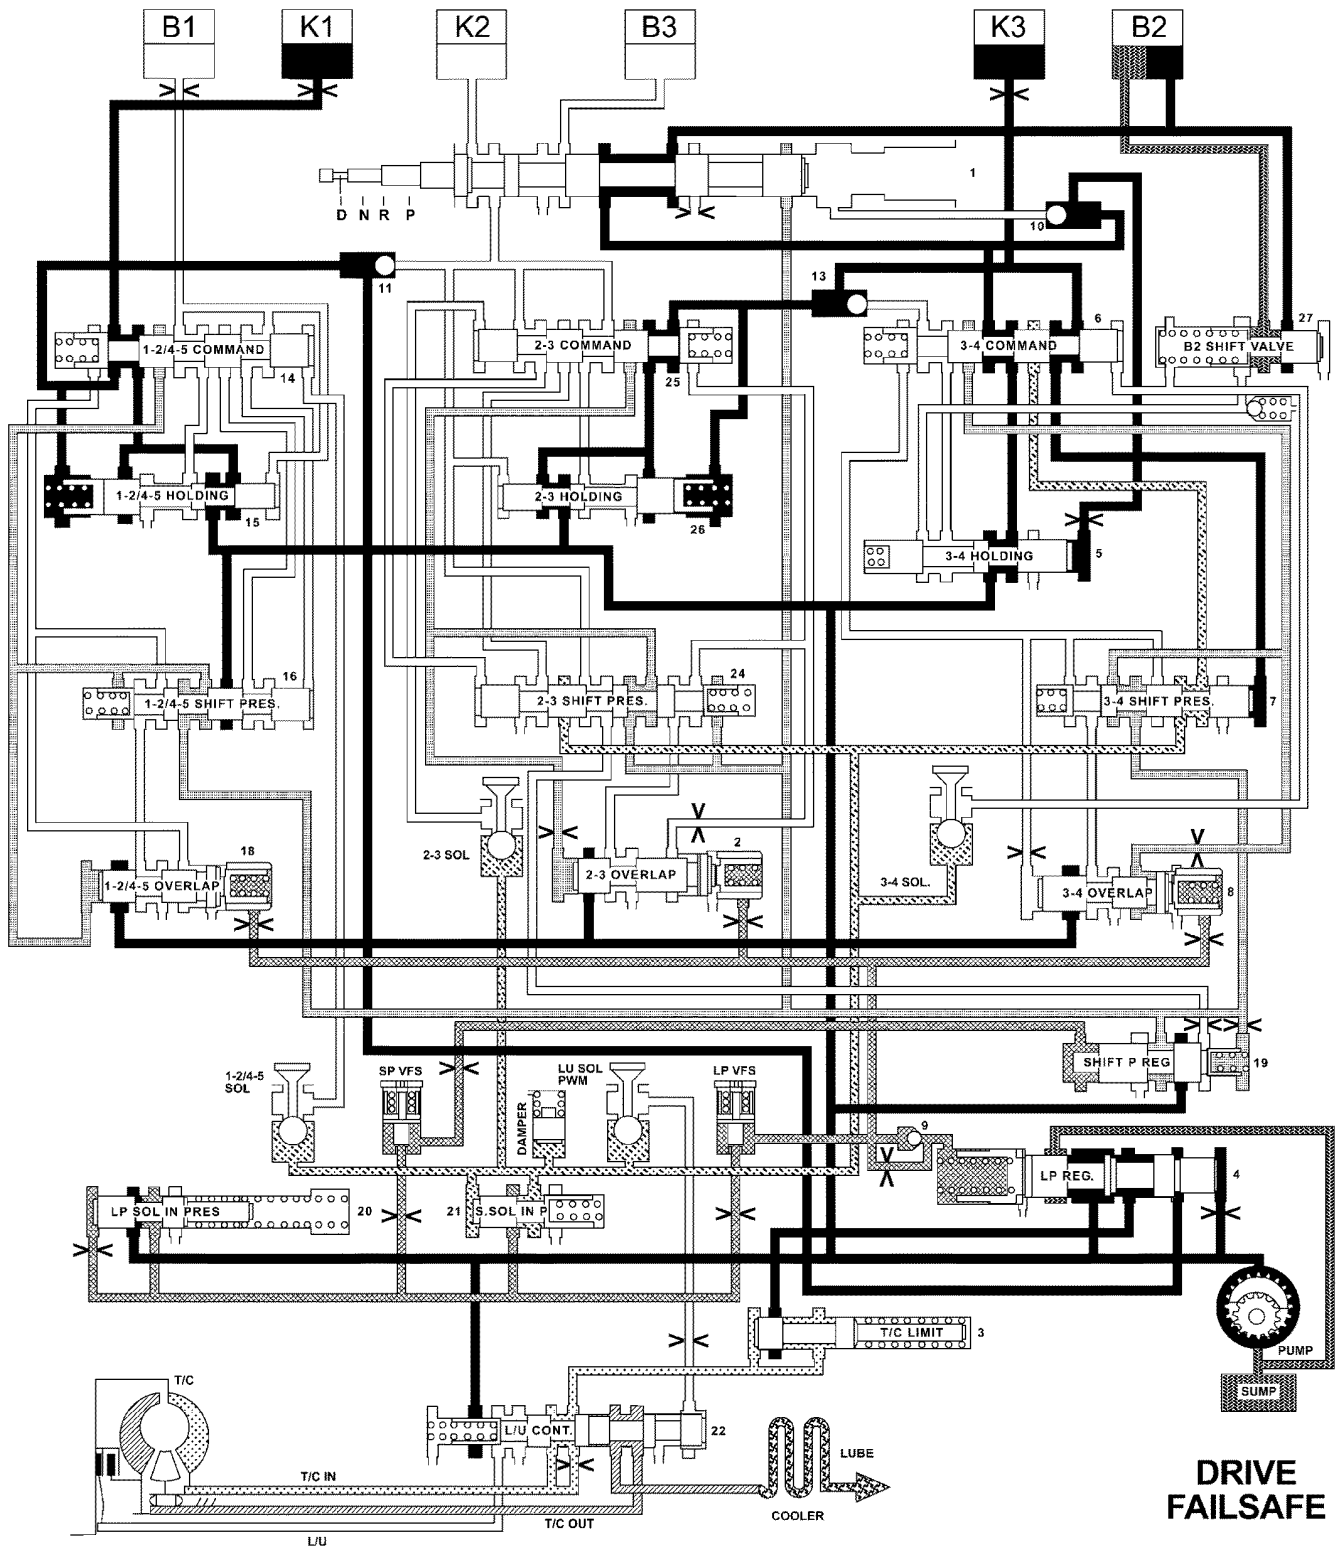 B1
K1
K2
B3
K3
B2
1
D N R P
10
11
13
6
27
1-2/4-5 COMMAND
2-3 COMMAND
3-4 COMMAND
B2 SHIFT VALVE
14
25
1-2/4-5 HOLDING
2-3 HOLDING
15
26
3-4 HOLDING
5
16
24
1-2/4-5 SHIFT PRES.
2-3 SHIFT PRES.
3-4 SHIFT PRES.
7
2-3 SOL
18
2
3-4 SOL.
1-2/4-5 OVERLAP
2-3 OVERLAP
3-4 OVERLAP
8
SHIFT P REG
19
1-2/4-5
SOL
SP VFS
LU SOL
PWM
LP VFS
DAMPER
9
LP REG.
4
LP SOL IN PRES
20
21
S.SOL IN P
T/C LIMIT
3
PUMP
SUMP
T/C
L/U CONT.
22
LUBE
T/C IN
COOLER
T/C OUT
L/U
DRIVE
FAILSAFE